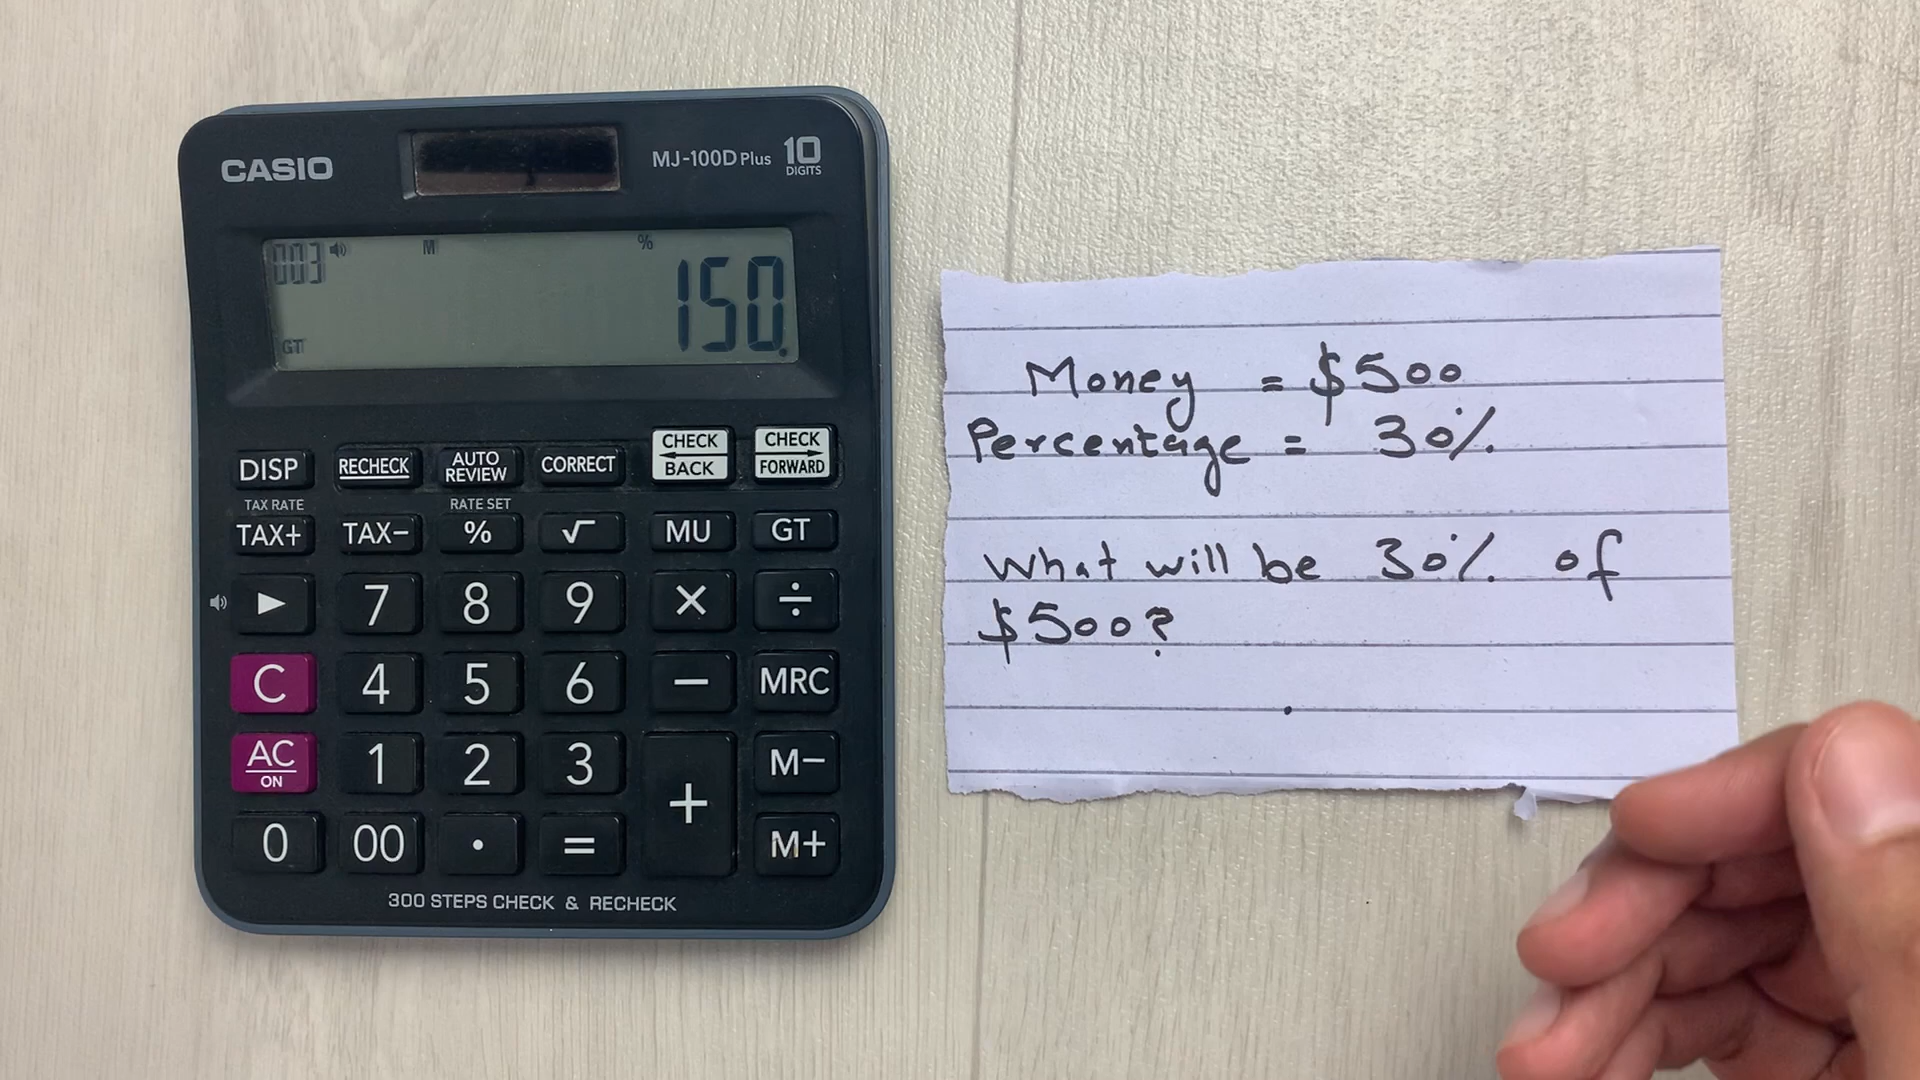 CASIO
MJ-100D Plus 10 DIGITS
003 M %
150.
GT
DISP RECHECK AUTO REVIEW CORRECT CHECK BACK CHECK FORWARD
TAX RATE RATE SET
TAX+ TAX− % √ MU GT
▶ 7 8 9 × ÷
C 4 5 6 − MRC
AC ON 1 2 3 + M−
0 00 . = M+
300 STEPS CHECK & RECHECK
Money = $500
Percentage = 30%.
What will be 30%. of
$500?